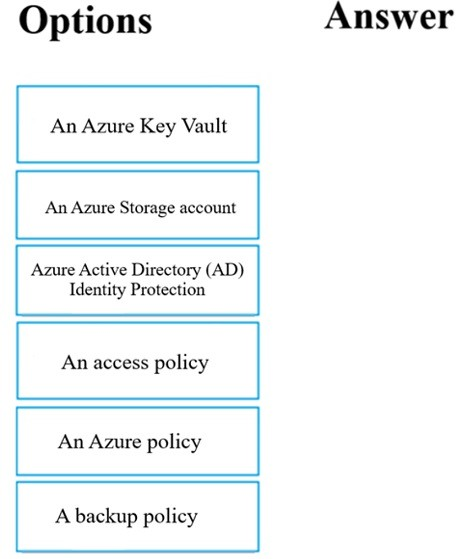 Options
Answer
An Azure Key Vault
An Azure Storage account
Azure Active Directory (AD)
Identity Protection
An access policy
An Azure policy
A backup policy